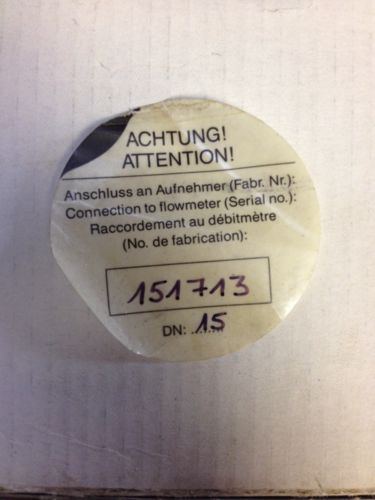 ACHTUNG!
ATTENTION!
Anschluss an Aufnehmer (Fabr. Nr.):
Connection to flowmeter (Serial no.):
Raccordement au débitmètre
(No. de fabrication):
151713
DN: 15